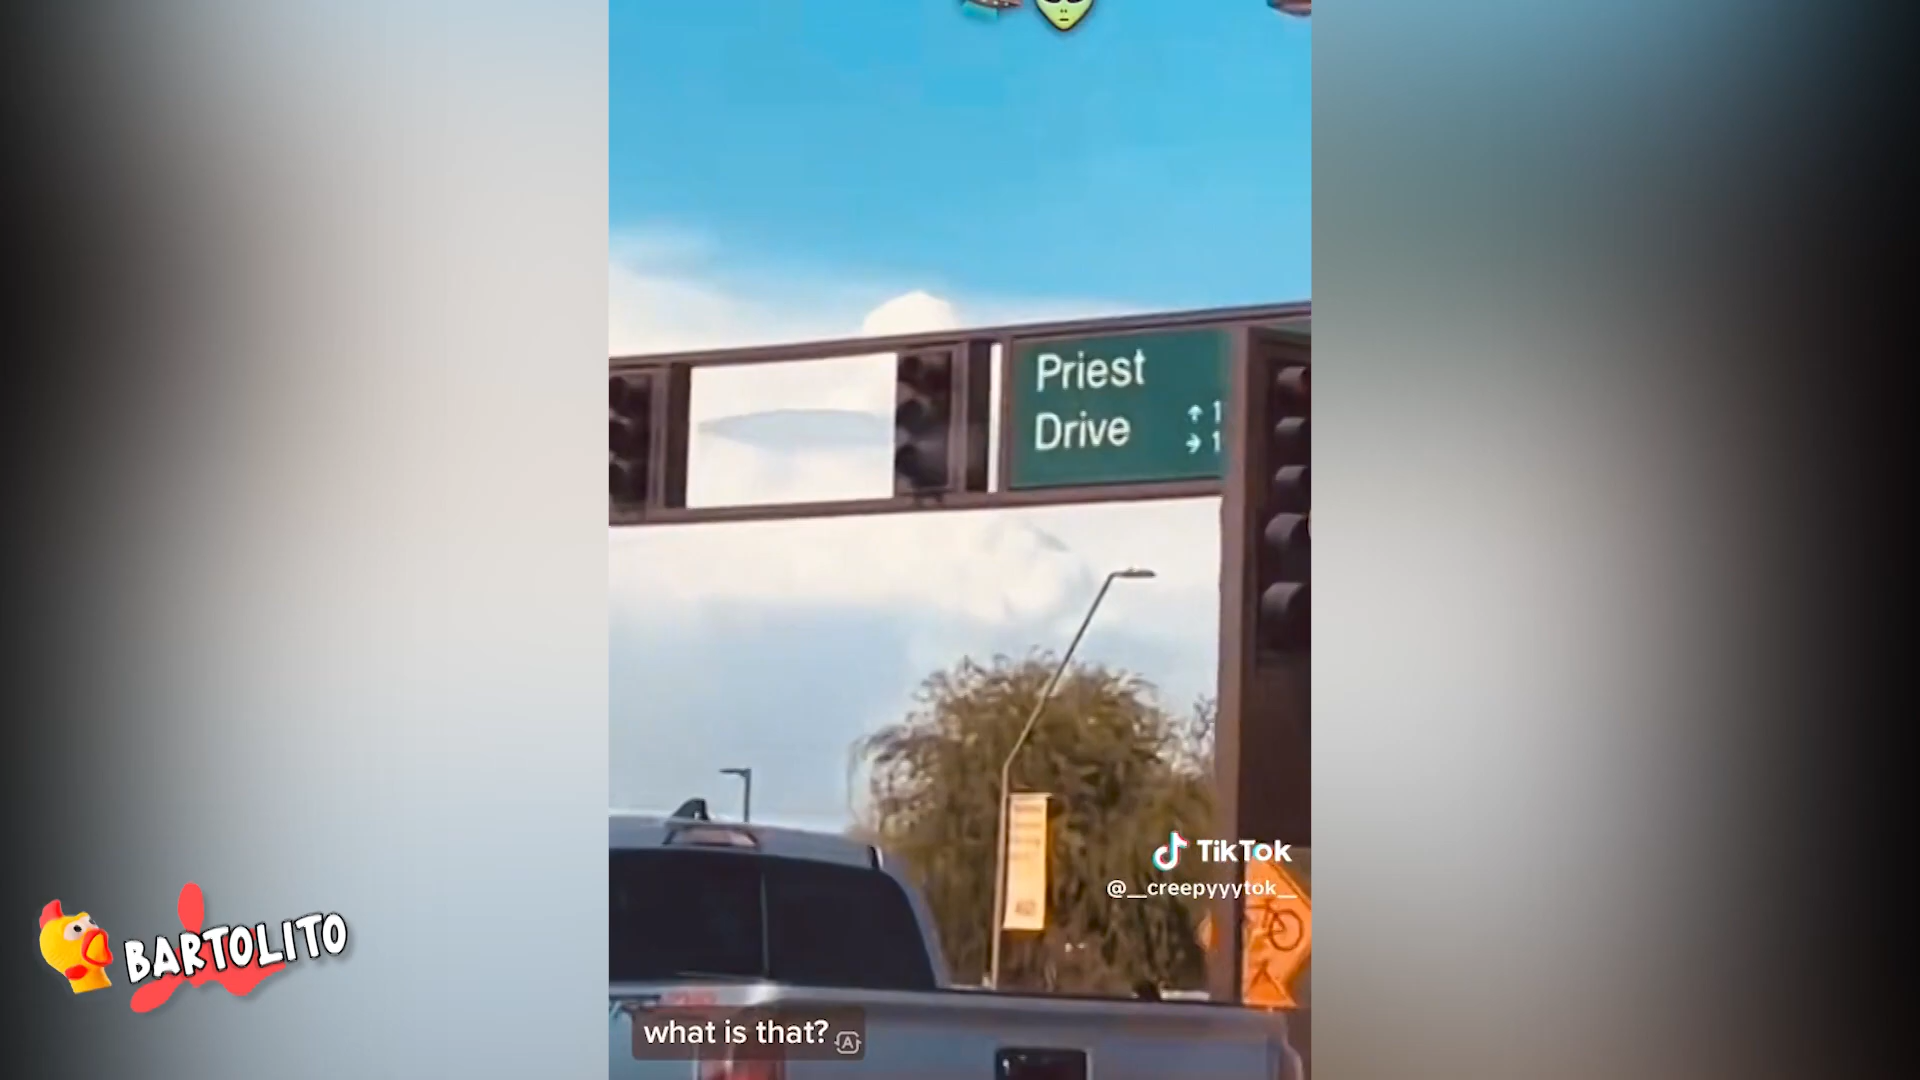 Priest
Drive
↑ 1
→ 1
TikTok
@__creepyyytok__
BARTOLITO
what is that?